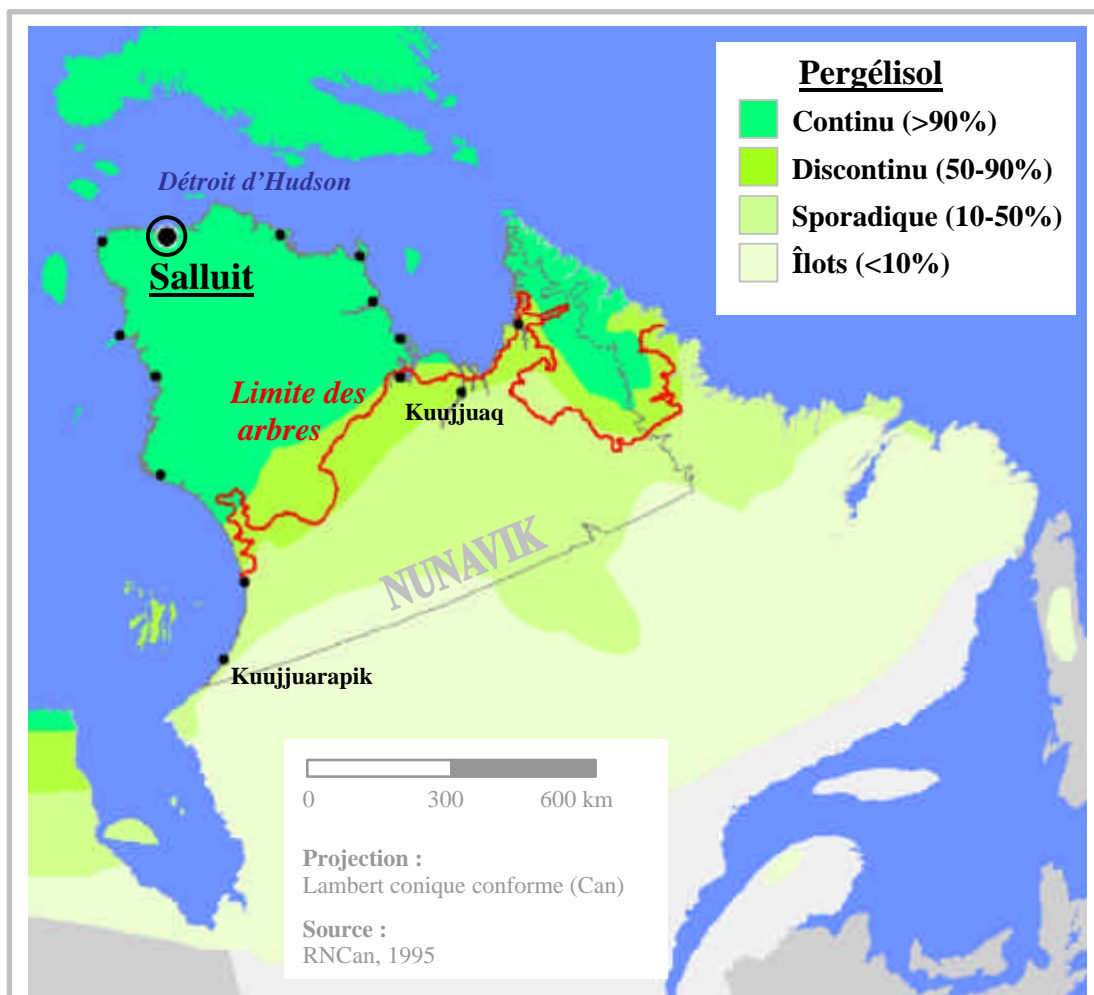 Pergélisol
Continu (>90%)
Discontinu (50-90%)
Sporadique (10-50%)
Îlots (<10%)
Détroit d'Hudson
Salluit
Limite des
arbres
Kuujjuaq
NUNAVIK
Kuujjuarapik
0 300 600 km
Projection :
Lambert conique conforme (Can)
Source :
RNCan, 1995